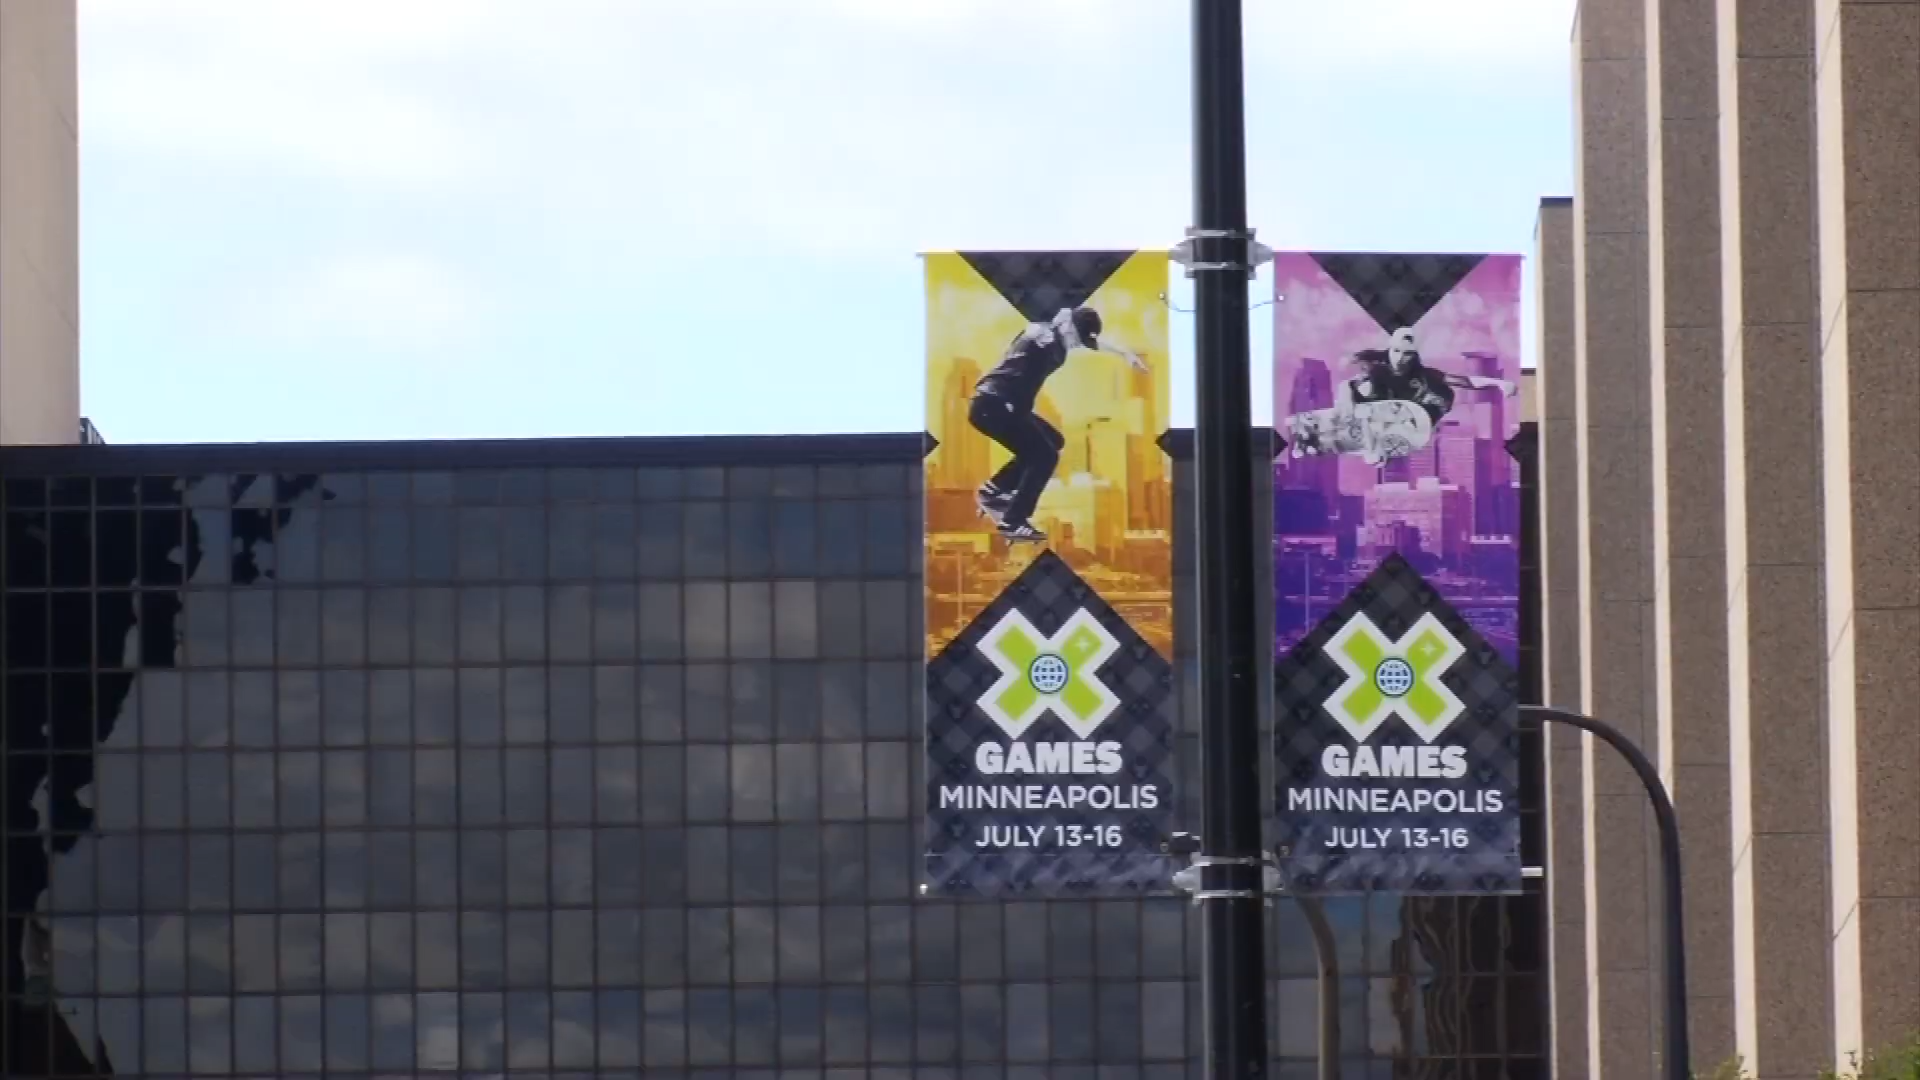 X
GAMES
MINNEAPOLIS
JULY 13-16
X
GAMES
MINNEAPOLIS
JULY 13-16